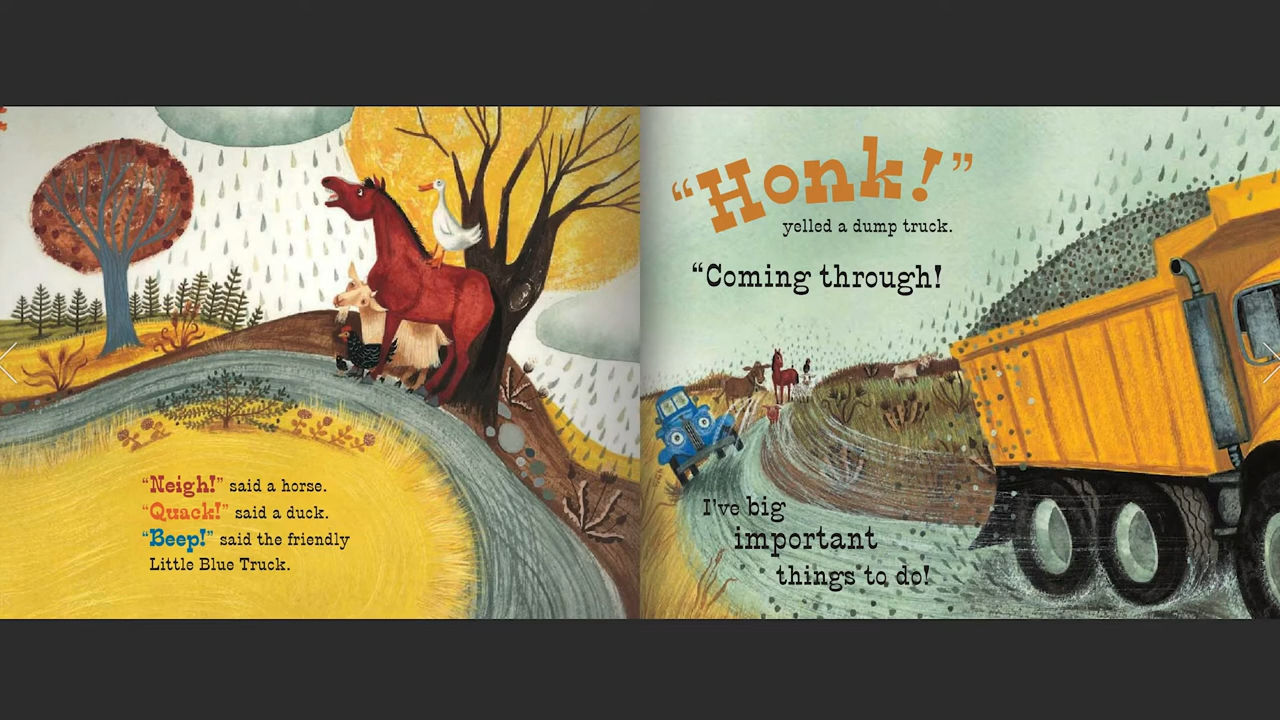 “Neigh!” said a horse.
“Quack!” said a duck.
“Beep!” said the friendly
Little Blue Truck.
“Honk!”
yelled a dump truck.
“Coming through!
I've big
important
things to do!